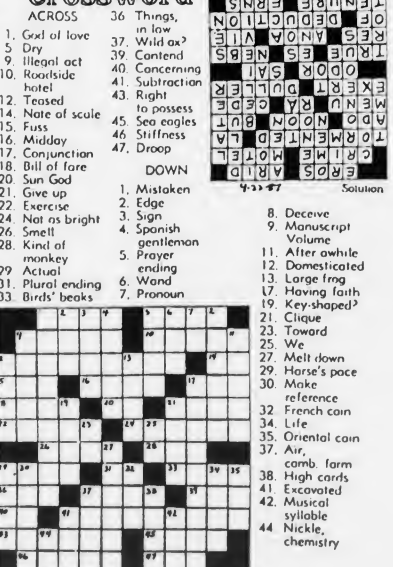 ACROSS
1. God of love
5 Dry
9. Illegal act
10. Roadside
hotel
12. Teased
14. Note of scale
15. Fuss
16. Midday
17. Conjunction
18. Bill of fare
20. Sun God
21. Give up
22. Exercise
24. Not as bright
26. Smell
28. Kind of
monkey
29 Actual
31. Plural ending
33. Birds' beaks
36 Things,
in law
37. Wild ox?
39. Contend
40. Concerning
41. Subtraction
43. Right
to possess
45. Sea eagles
46 Stiffness
47. Droop
DOWN
1. Mistaken
2. Edge
3. Sign
4. Spanish
gentleman
5. Prayer
ending
6. Wand
7. Pronoun
4-23-87 Solution
8. Deceive
9. Manuscript
Volume
11. After awhile
12. Domesticated
13. Large frog
17. Having faith
19. Key-shaped?
21. Clique
23. Toward
25. We
27. Melt down
29. Horse's pace
30. Make
reference
32. French coin
34. Life
35. Oriental coin
37. Air,
comb. form
38. High cards
41. Excavated
42. Musical
syllable
44 Nickle,
chemistry